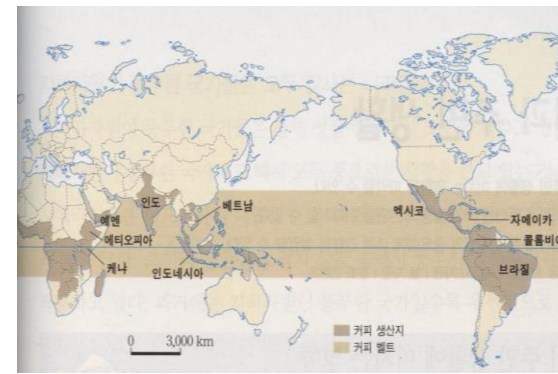 인도
베트남
예멘
에티오피아
케냐
인도네시아
멕시코
자메이카
콜롬비아
브라질
커피 생산지
커피 벨트
0 3,000 km